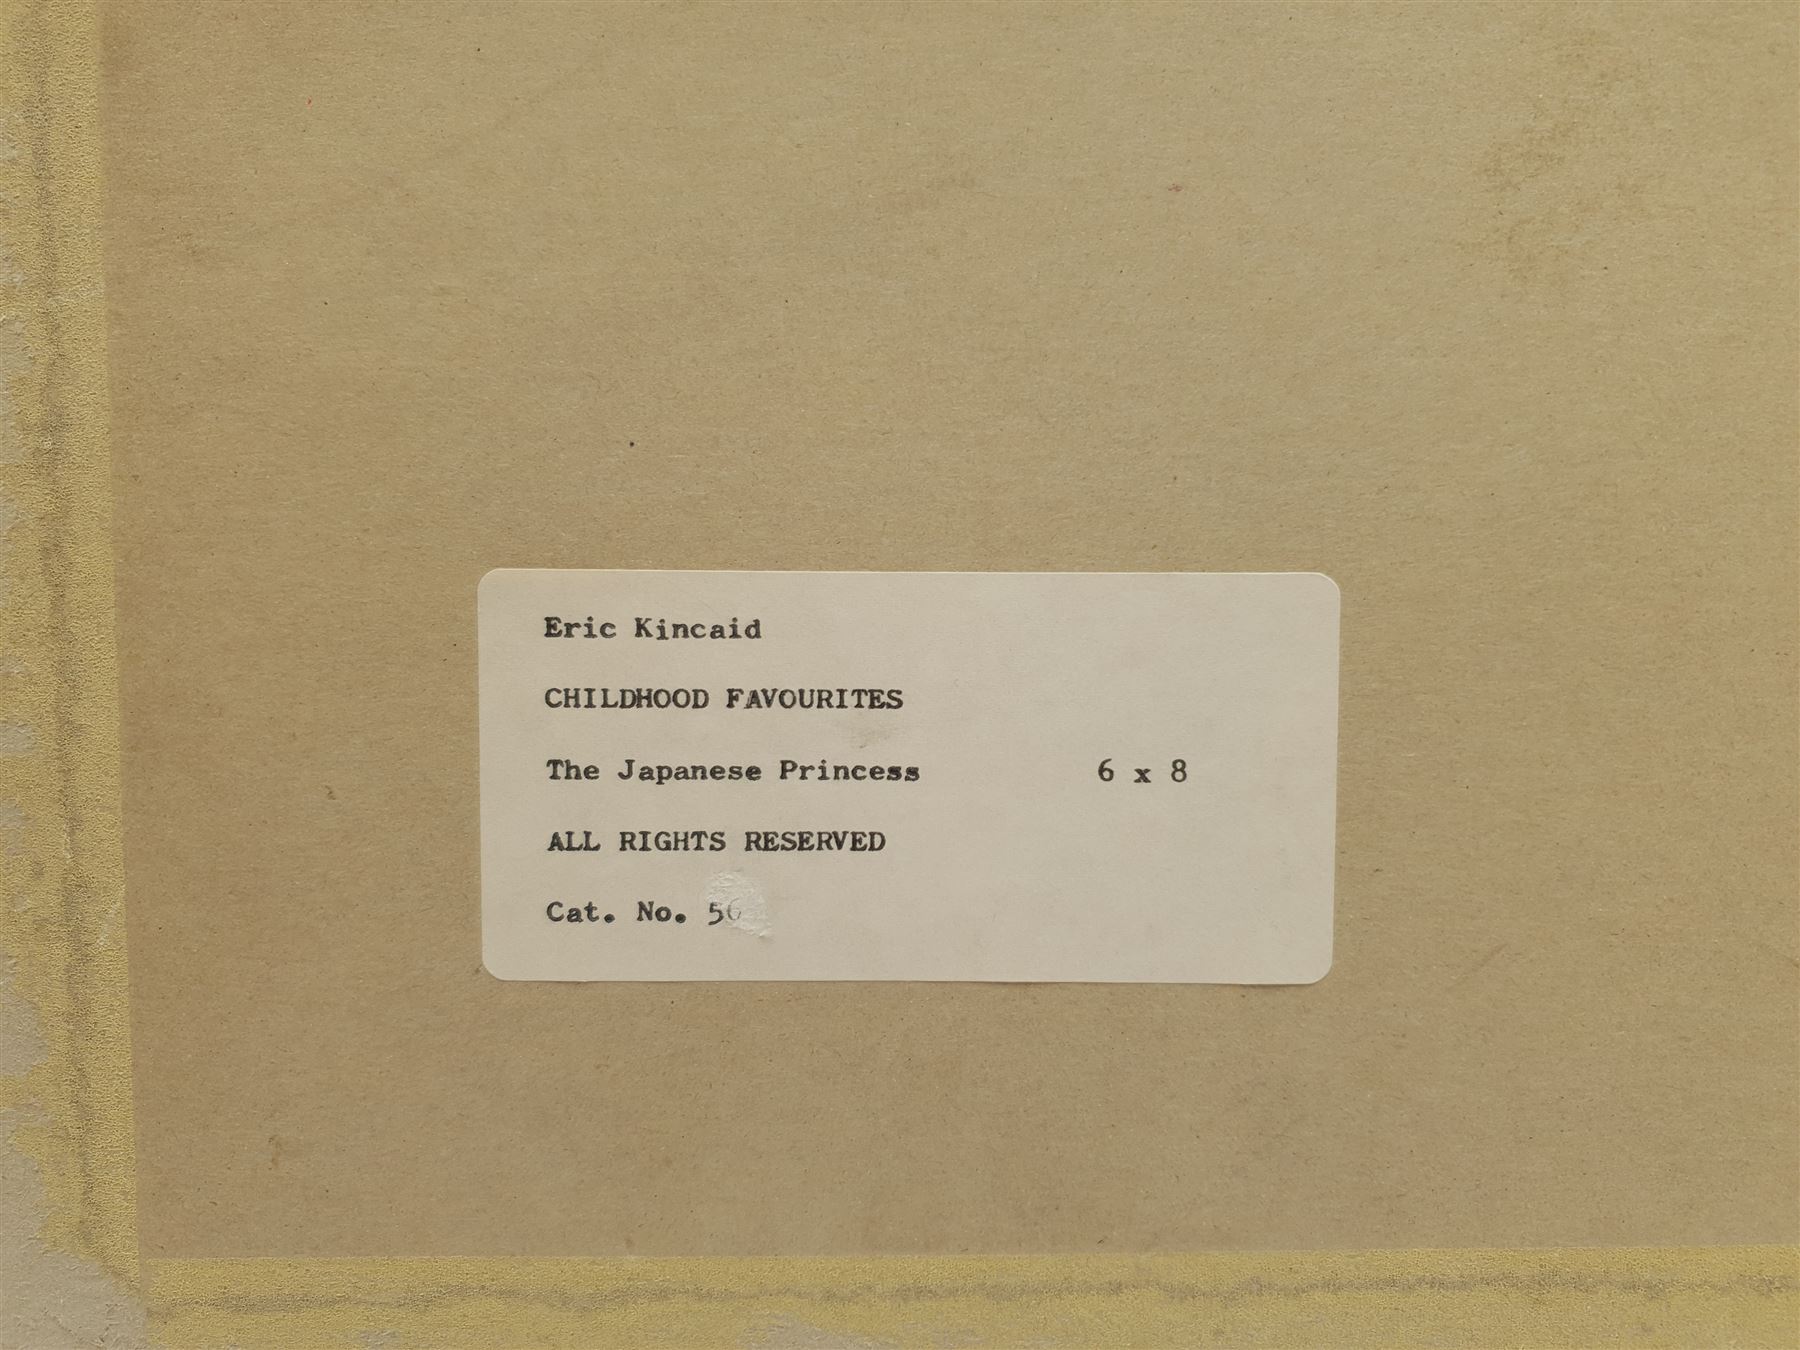 Eric Kincaid
CHILDHOOD FAVOURITES
The Japanese Princess 6 x 8
ALL RIGHTS RESERVED
Cat. No.